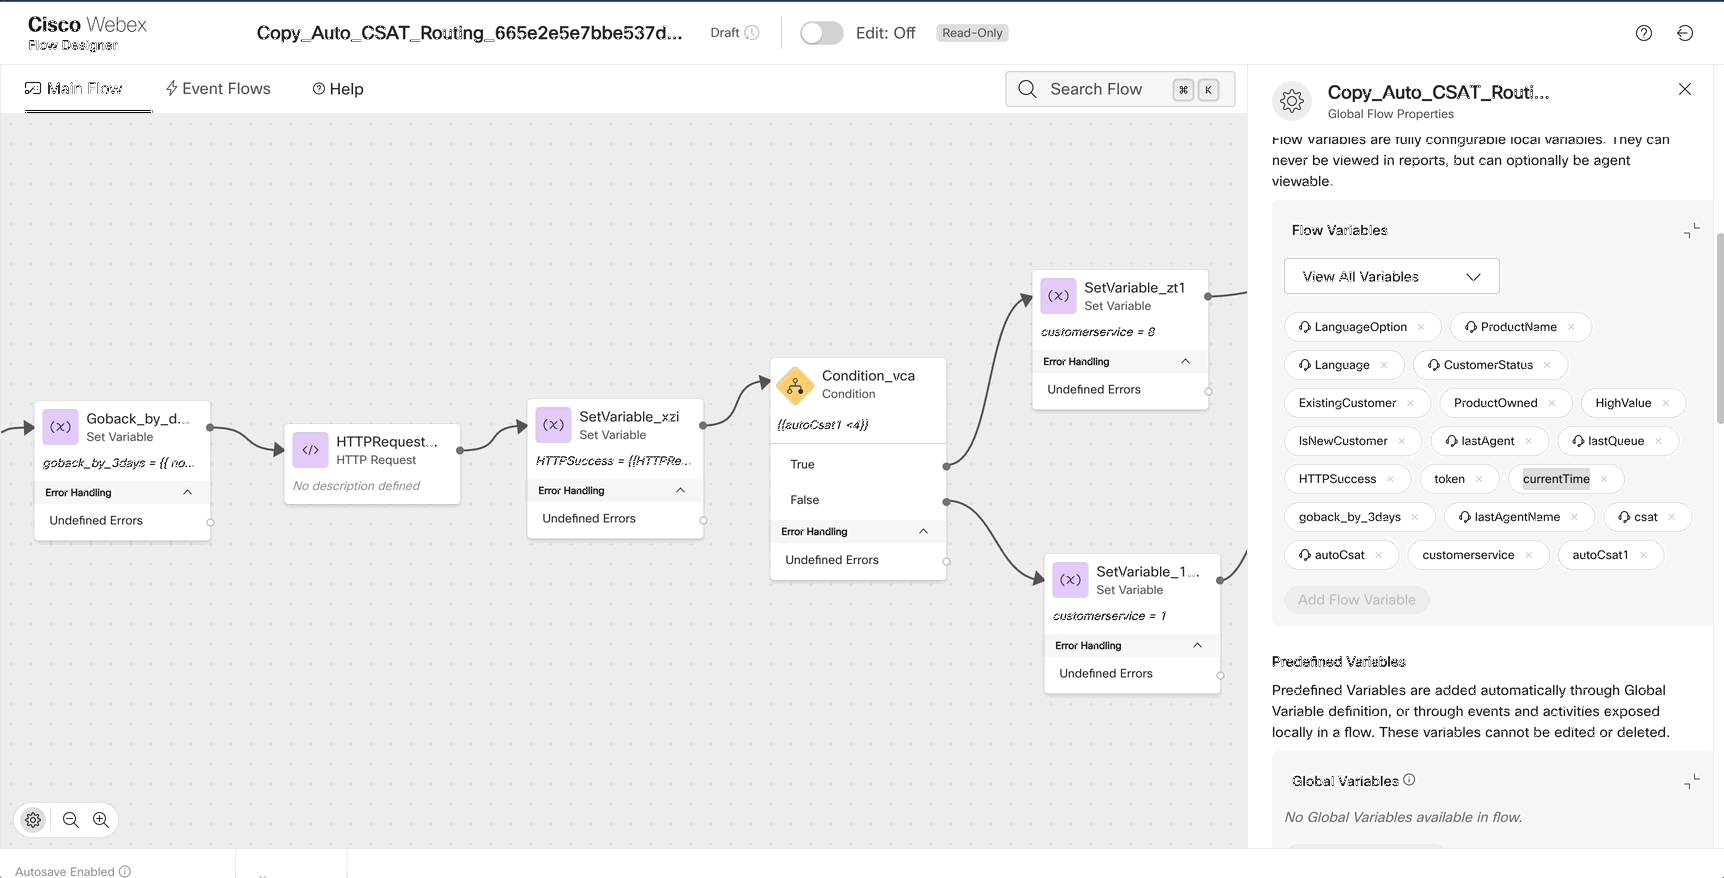 Cisco Webex
Flow Designer
Copy_Auto_CSAT_Routing_665e2e5e7bbe537d...
Draft
Edit: Off
Read-Only
Main Flow
Event Flows
Help
Search Flow
⌘
K
Goback_by_d...
Set Variable
goback_by_3days = {{ no...
Error Handling
Undefined Errors
HTTPRequest...
HTTP Request
No description defined
SetVariable_xzi
Set Variable
HTTPSuccess = {{HTTPRe...
Error Handling
Undefined Errors
Condition_vca
Condition
{{autoCsat1 <4}}
True
False
Error Handling
Undefined Errors
SetVariable_zt1
Set Variable
customerservice = 8
Error Handling
Undefined Errors
SetVariable_1...
Set Variable
customerservice = 1
Error Handling
Undefined Errors
Autosave Enabled
Copy_Auto_CSAT_Routi...
Global Flow Properties
Flow Variables are fully configurable local variables. They can
never be viewed in reports, but can optionally be agent
viewable.
Flow Variables
View All Variables
LanguageOption × ProductName ×
Language × CustomerStatus ×
ExistingCustomer × ProductOwned × HighValue ×
IsNewCustomer × lastAgent × lastQueue ×
HTTPSuccess × token × currentTime ×
goback_by_3days × lastAgentName × csat ×
autoCsat × customerservice × autoCsat1 ×
Add Flow Variable
Predefined Variables
Predefined Variables are added automatically through Global
Variable definition, or through events and activities exposed
locally in a flow. These variables cannot be edited or deleted.
Global Variables
No Global Variables available in flow.